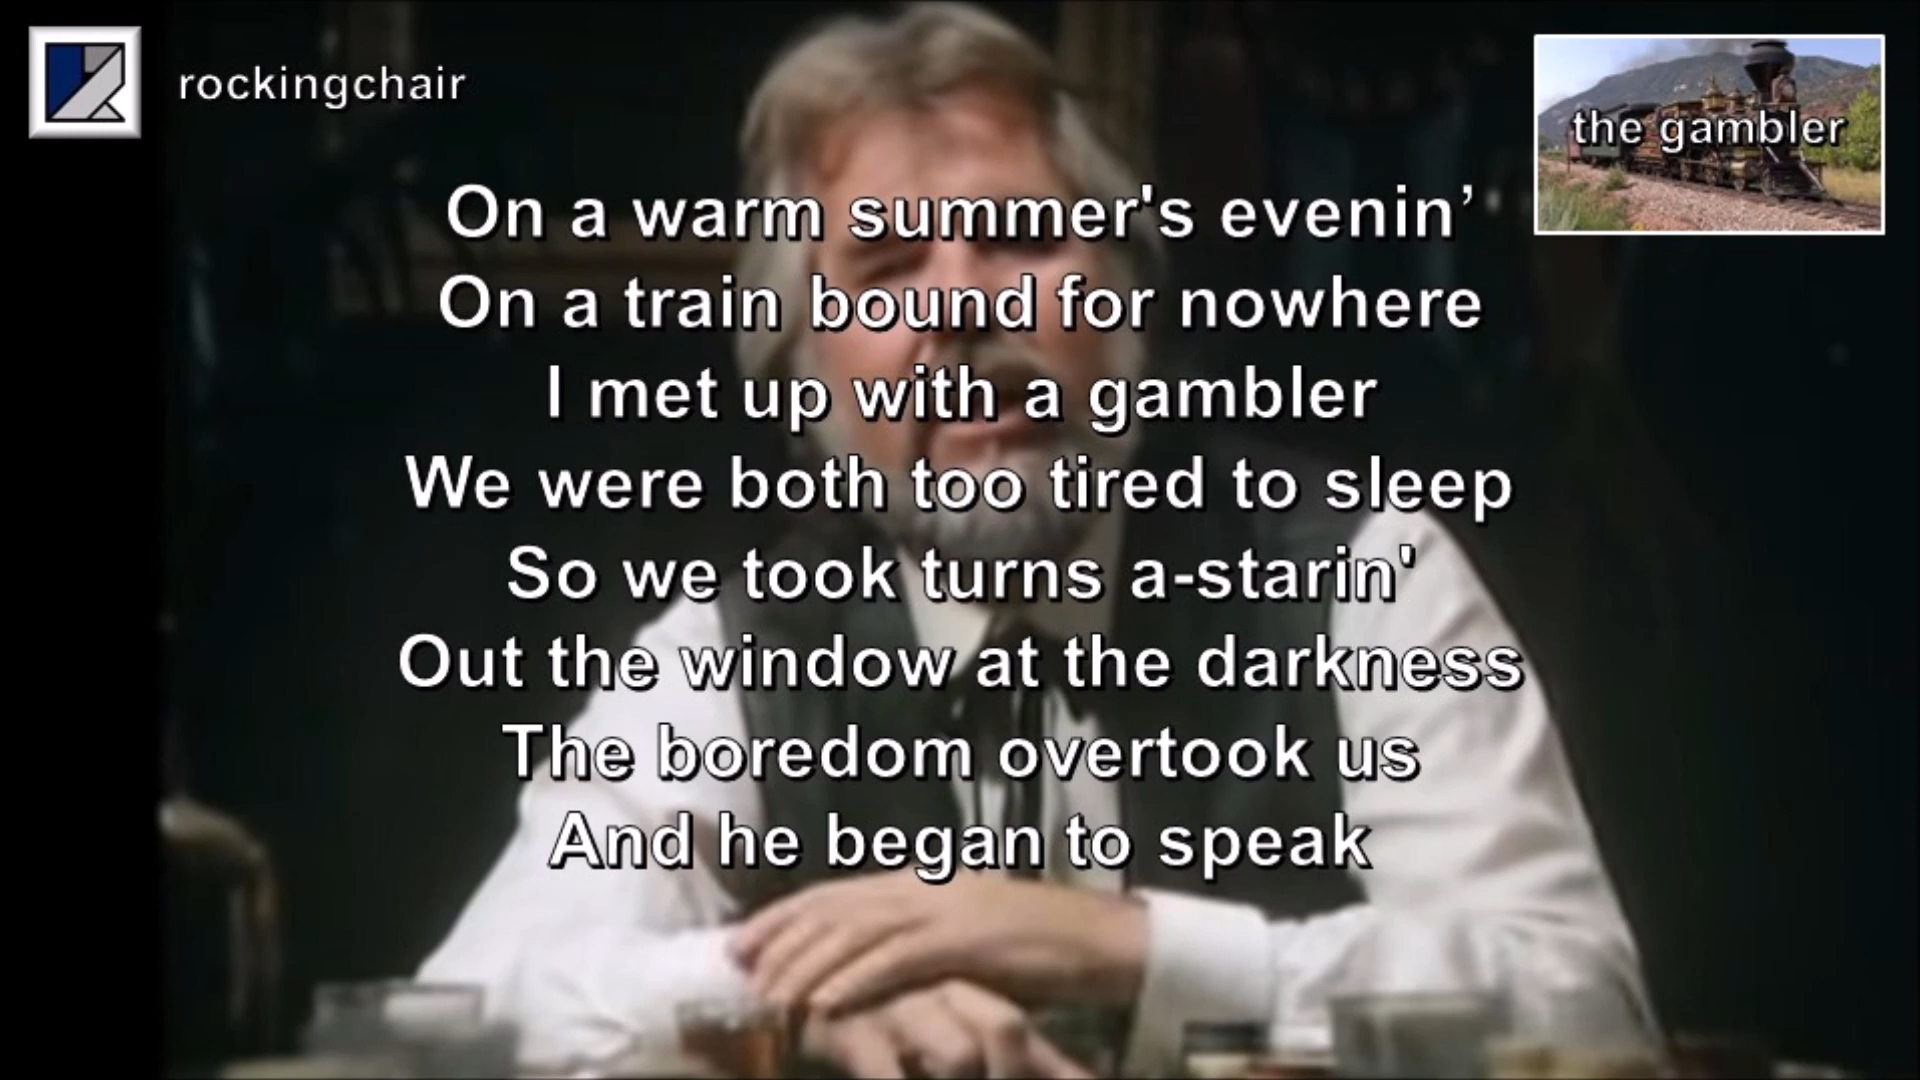 rockingchair
the gambler
On a warm summer's evenin’
On a train bound for nowhere
I met up with a gambler
We were both too tired to sleep
So we took turns a-starin'
Out the window at the darkness
The boredom overtook us
And he began to speak